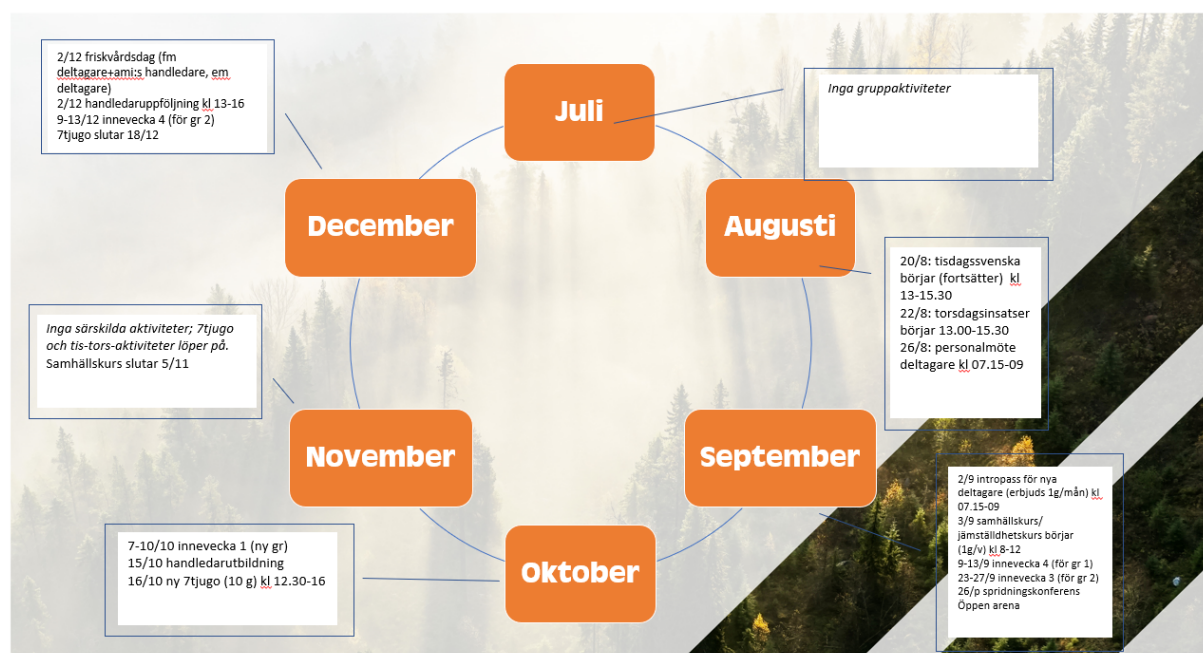 Juli
Inga gruppaktiviteter
Augusti
20/8: tisdagssvenska
börjar (fortsätter) kl
13-15.30
22/8: torsdagsinsatser
börjar 13.00-15.30
26/8: personalmöte
deltagare kl 07.15-09
September
2/9 intropass för nya
deltagare (erbjuds 1g/mån) kl
07.15-09
3/9 samhällskurs/
jämställdhetskurs börjar
(1g/v) kl 8-12
9-13/9 innevecka 4 (för gr 1)
23-27/9 innevecka 3 (för gr 2)
26/p spridningskonferens
Öppen arena
Oktober
7-10/10 innevecka 1 (ny gr)
15/10 handledarutbildning
16/10 ny 7tjugo (10 g) kl 12.30-16
November
Inga särskilda aktiviteter; 7tjugo
och tis-tors-aktiviteter löper på.
Samhällskurs slutar 5/11
December
2/12 friskvårdsdag (fm
deltagare+ami:s handledare, em
deltagare)
2/12 handledaruppföljning kl 13-16
9-13/12 innevecka 4 (för gr 2)
7tjugo slutar 18/12